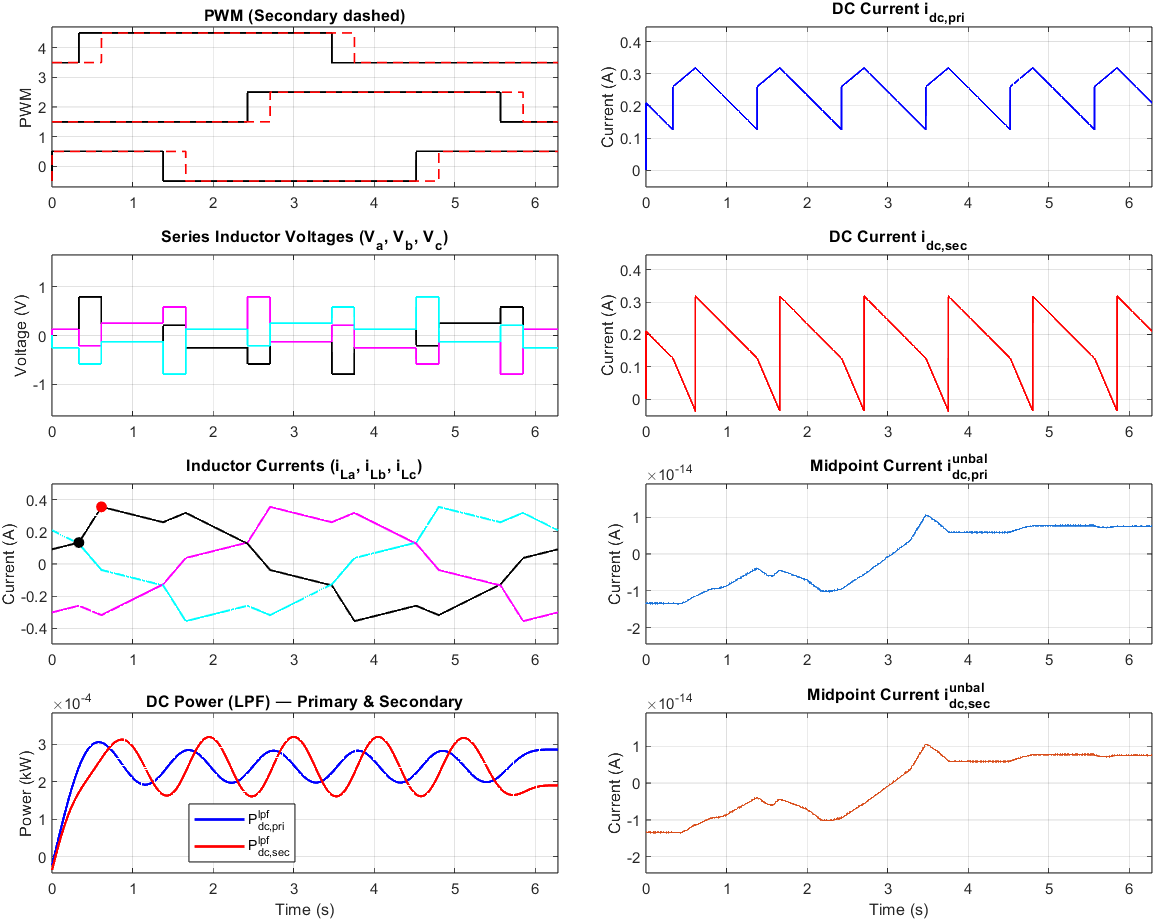 PWM (Secondary dashed)
PWM
4
3
2
1
0
0 1 2 3 4 5 6
DC Current i_dc,pri
Current (A)
0.4
0.3
0.2
0.1
0
0 1 2 3 4 5 6
Series Inductor Voltages (V_a, V_b, V_c)
Voltage (V)
1
0
-1
0 1 2 3 4 5 6
DC Current i_dc,sec
Current (A)
0.4
0.3
0.2
0.1
0
0 1 2 3 4 5 6
Inductor Currents (i_La, i_Lb, i_Lc)
Current (A)
0.4
0.2
0
-0.2
-0.4
0 1 2 3 4 5 6
Midpoint Current i_dc,pri^unbal
×10^-14
Current (A)
1
0
-1
-2
0 1 2 3 4 5 6
DC Power (LPF) — Primary & Secondary
×10^-4
Power (kW)
3
2
1
0
P_dc,pri^lpf
P_dc,sec^lpf
0 1 2 3 4 5 6
Time (s)
Midpoint Current i_dc,sec^unbal
×10^-14
Current (A)
1
0
-1
-2
0 1 2 3 4 5 6
Time (s)